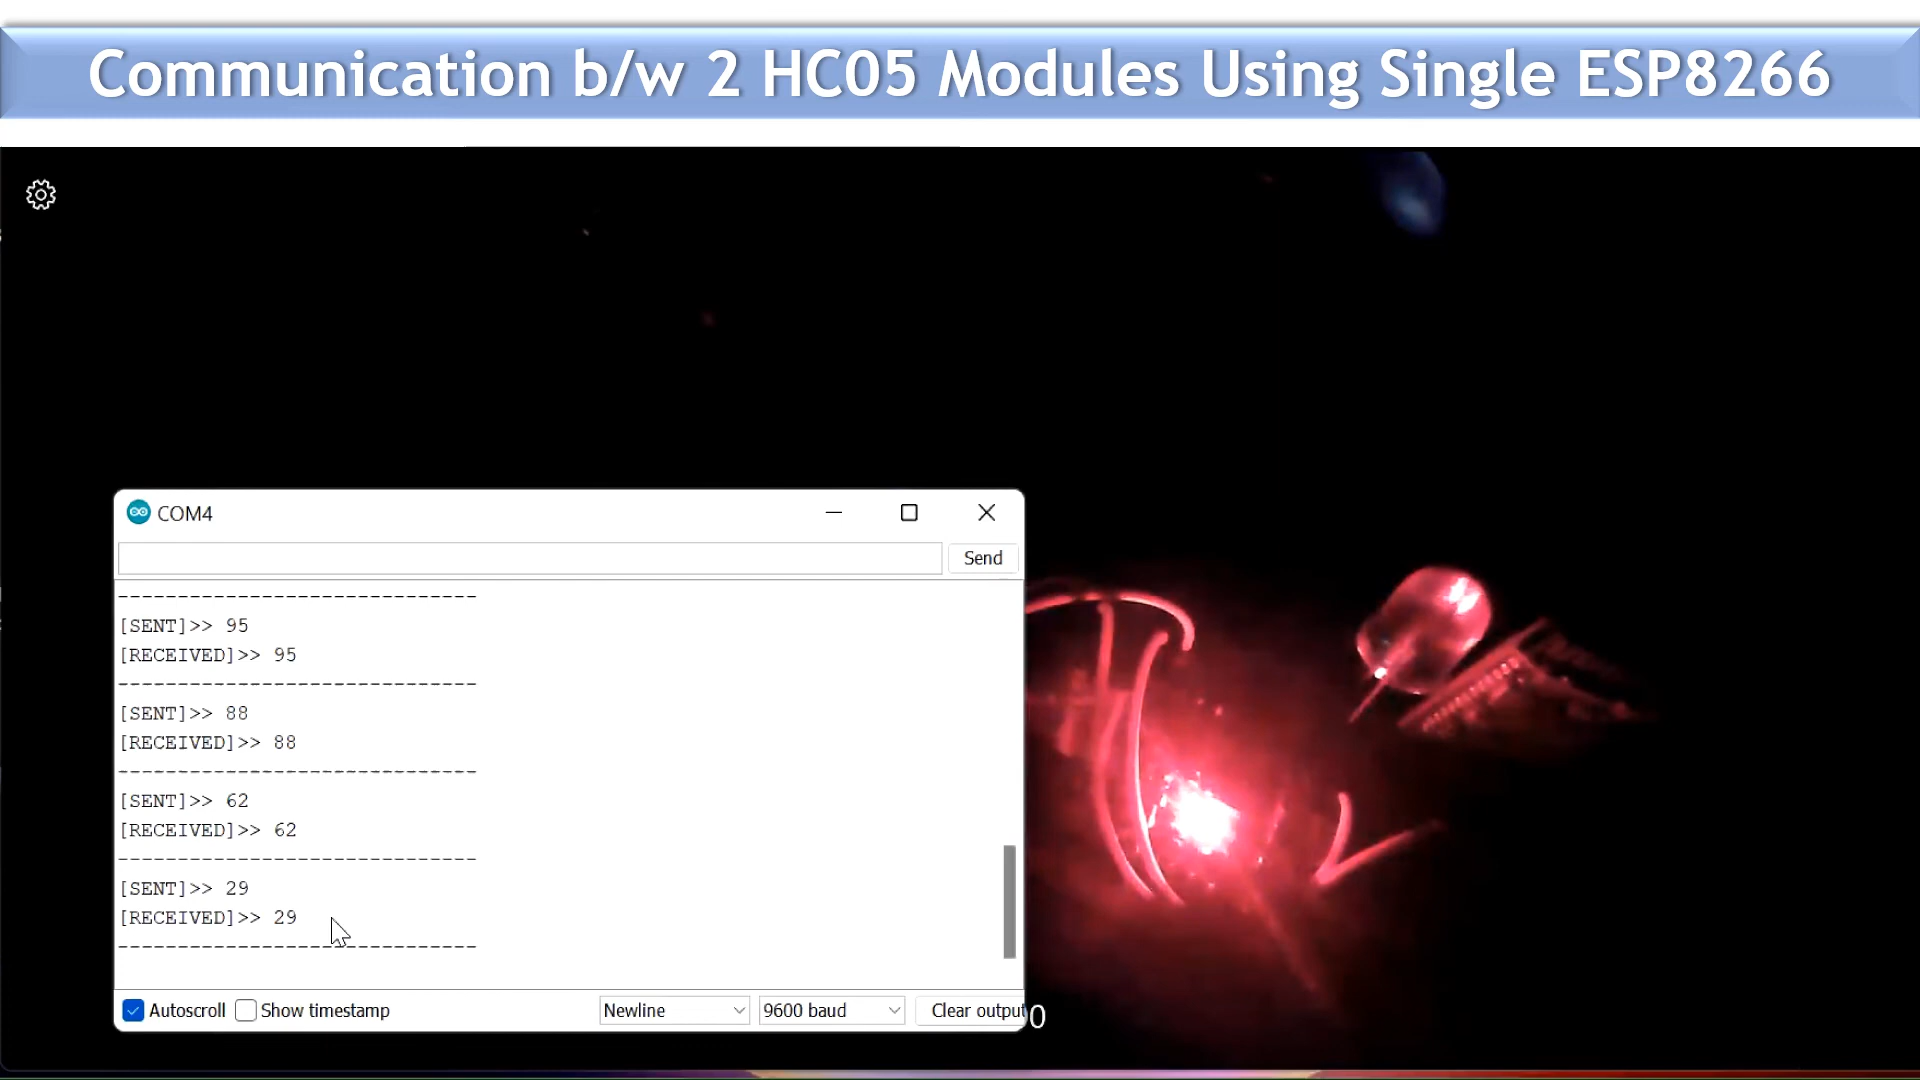 Communication b/w 2 HC05 Modules Using Single ESP8266
COM4
Send
------------------------------
[SENT]>> 95
[RECEIVED]>> 95
------------------------------
[SENT]>> 88
[RECEIVED]>> 88
------------------------------
[SENT]>> 62
[RECEIVED]>> 62
------------------------------
[SENT]>> 29
[RECEIVED]>> 29
------------------------------
Autoscroll Show timestamp Newline 9600 baud Clear output 0